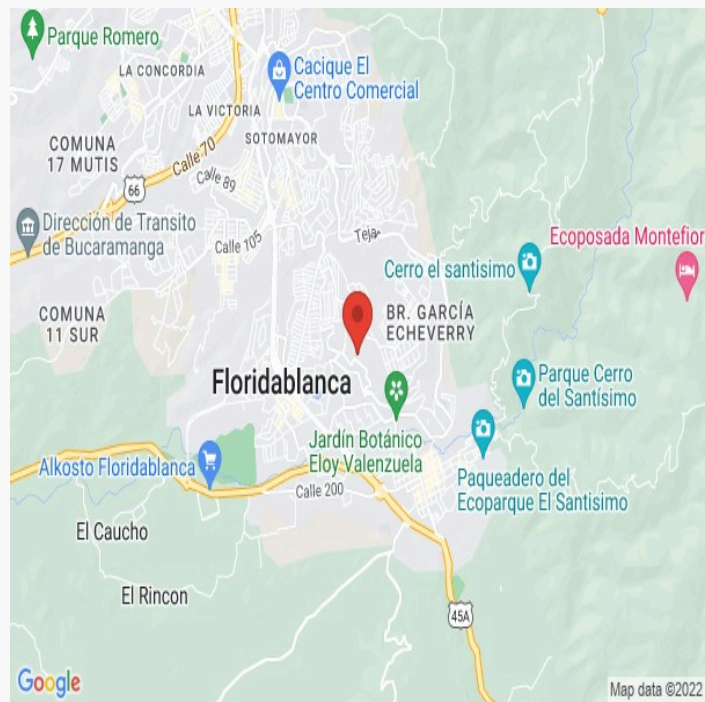 Parque Romero
LA CONCORDIA
Cacique El
Centro Comercial
LA VICTORIA
SOTOMAYOR
COMUNA
17 MUTIS
Calle 70
Calle 89
66
Dirección de Transito
de Bucaramanga
Calle 105
Teja
Ecoposada Montefior
Cerro el santisimo
COMUNA
11 SUR
BR. GARCÍA
ECHEVERRY
Floridablanca
Parque Cerro
del Santísimo
Jardín Botánico
Eloy Valenzuela
Alkosto Floridablanca
Calle 200
Paqueadero del
Ecoparque El Santisimo
El Caucho
El Rincon
45A
Google
Map data ©2022